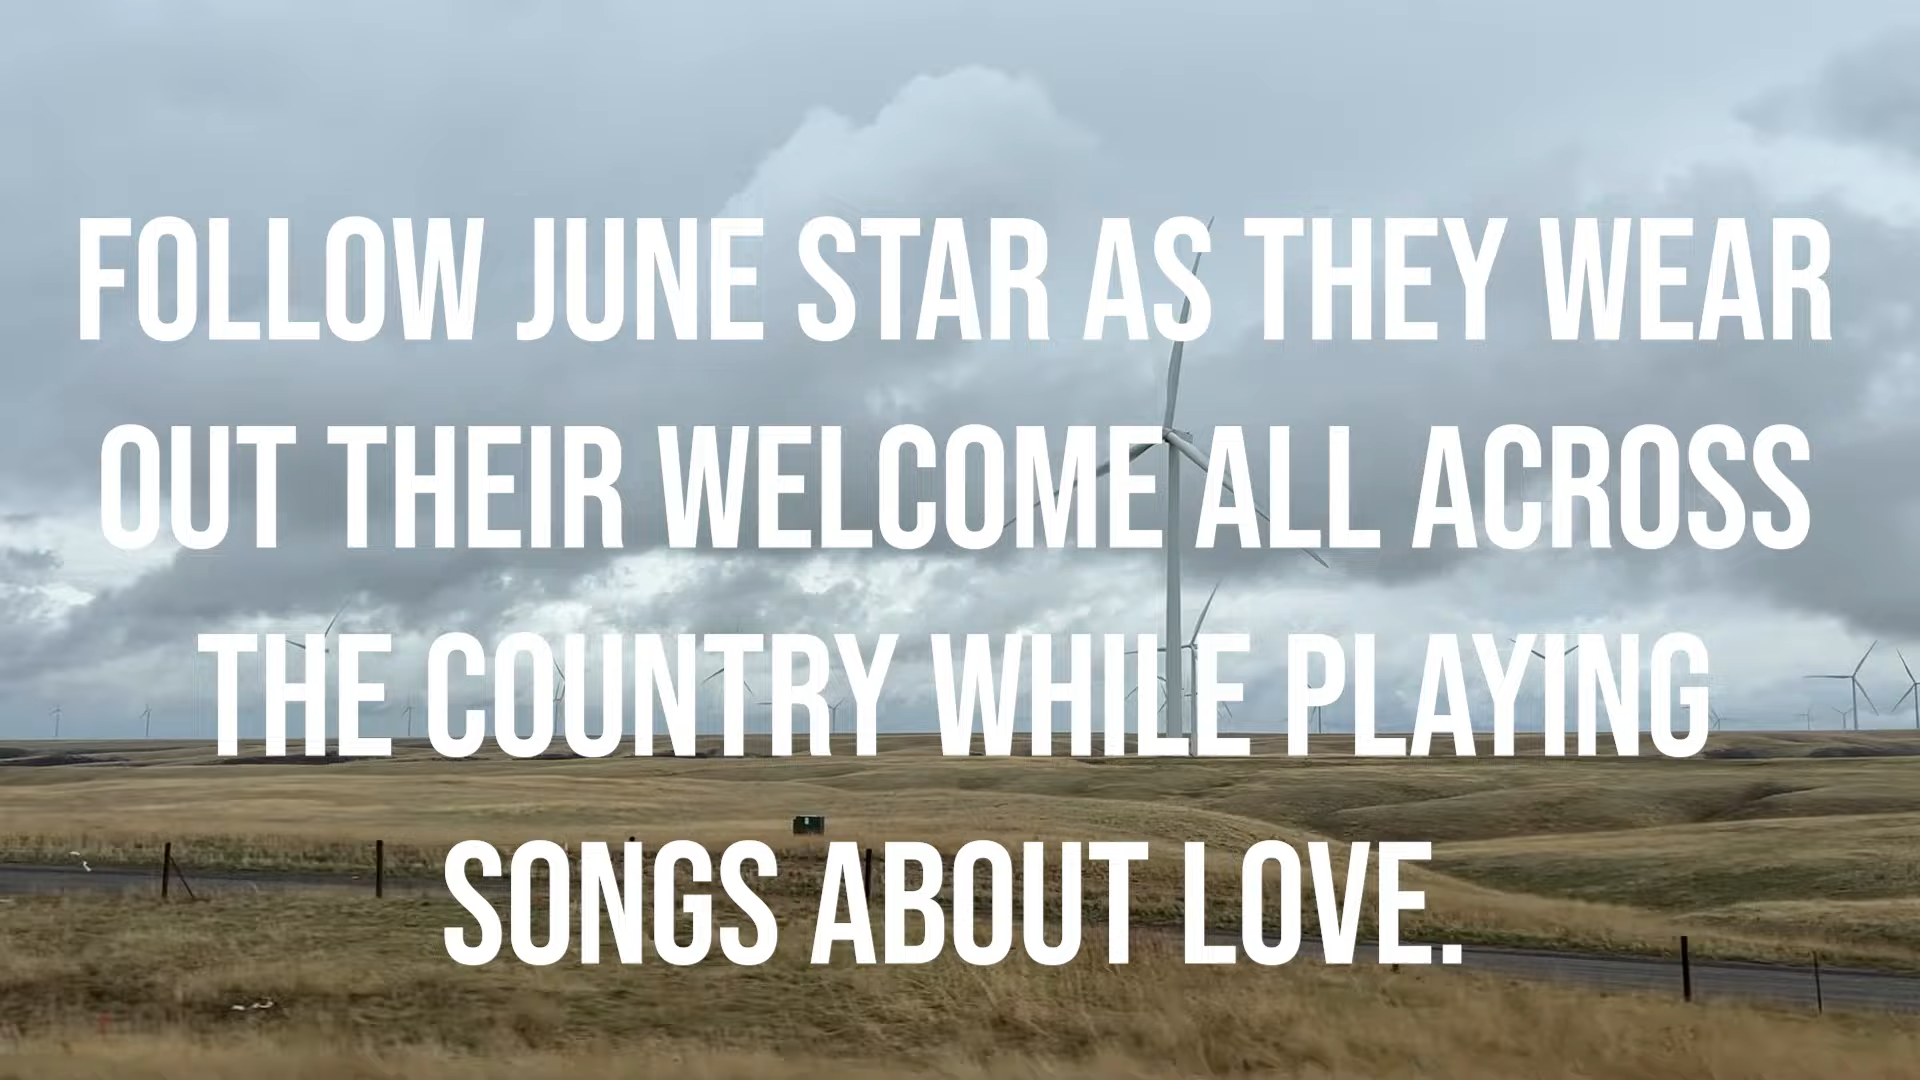 FOLLOW JUNE STAR AS THEY WEAR
OUT THEIR WELCOME ALL ACROSS
THE COUNTRY WHILE PLAYING
SONGS ABOUT LOVE.